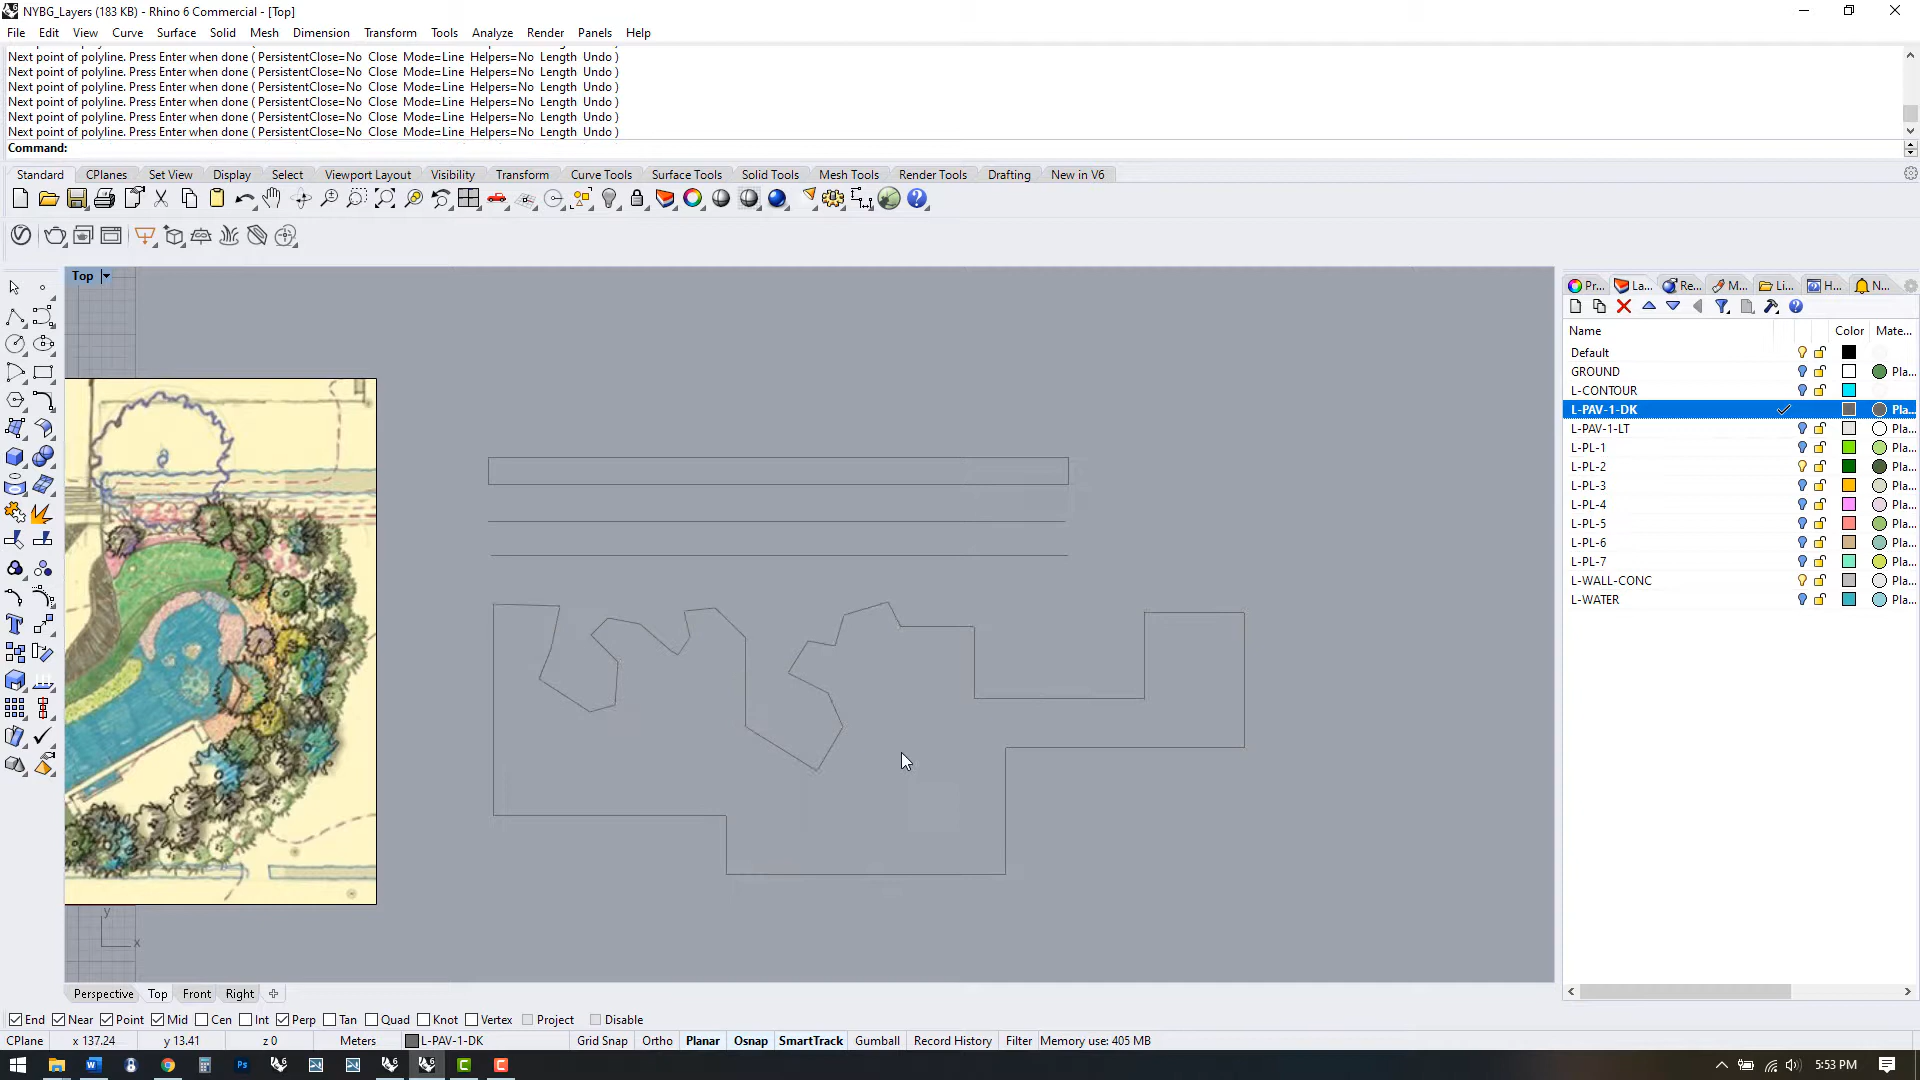 NYBG_Layers (183 KB) - Rhino 6 Commercial - [Top]
File Edit View Curve Surface Solid Mesh Dimension Transform Tools Analyze Render Panels Help
Next point of polyline. Press Enter when done ( PersistentClose=No Close Mode=Line Helpers=No Length Undo )
Next point of polyline. Press Enter when done ( PersistentClose=No Close Mode=Line Helpers=No Length Undo )
Next point of polyline. Press Enter when done ( PersistentClose=No Close Mode=Line Helpers=No Length Undo )
Next point of polyline. Press Enter when done ( PersistentClose=No Close Mode=Line Helpers=No Length Undo )
Next point of polyline. Press Enter when done ( PersistentClose=No Close Mode=Line Helpers=No Length Undo )
Next point of polyline. Press Enter when done ( PersistentClose=No Close Mode=Line Helpers=No Length Undo )
Command:
Standard CPlanes Set View Display Select Viewport Layout Visibility Transform Curve Tools Surface Tools Solid Tools Mesh Tools Render Tools Drafting New in V6
Top
Pr... La... Re... M... Li... H... N...
Name Color Mate...
Default
GROUND Pla...
L-CONTOUR
L-PAV-1-DK Pla...
L-PAV-1-LT Pla...
L-PL-1 Pla...
L-PL-2 Pla...
L-PL-3 Pla...
L-PL-4 Pla...
L-PL-5 Pla...
L-PL-6 Pla...
L-PL-7 Pla...
L-WALL-CONC Pla...
L-WATER Pla...
y
x
Perspective Top Front Right
End Near Point Mid Cen Int Perp Tan Quad Knot Vertex Project Disable
CPlane x 137.24 y 13.41 z 0 Meters L-PAV-1-DK Grid Snap Ortho Planar Osnap SmartTrack Gumball Record History Filter Memory use: 405 MB
5:53 PM